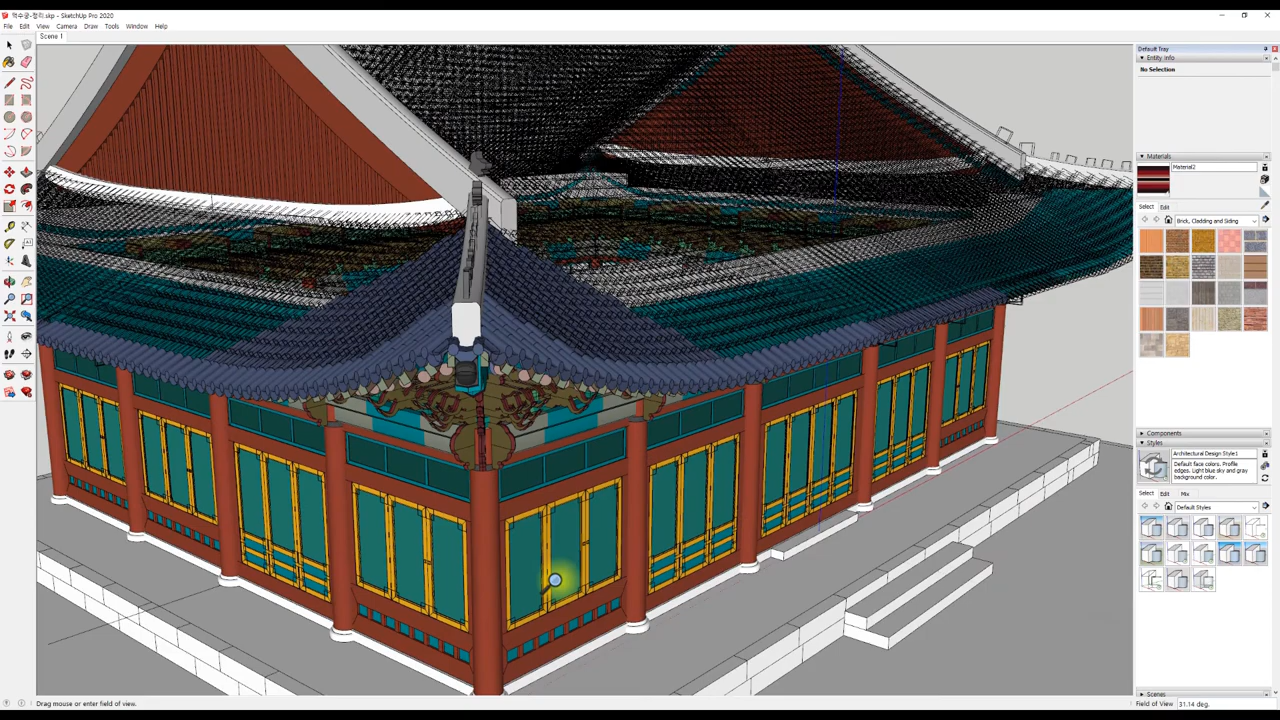 덕수궁-정리.skp - SketchUp Pro 2020
File Edit View Camera Draw Tools Window Help
Scene 1
Default Tray
Entity Info
No Selection
Materials
Material2
Select Edit
Brick, Cladding and Siding
Components
Styles
Architectural Design Style1
Default face colors. Profile
edges. Light blue sky and gray
background color.
Select Edit Mix
Default Styles
Scenes
Drag mouse or enter field of view.
Field of View 31.14 deg.